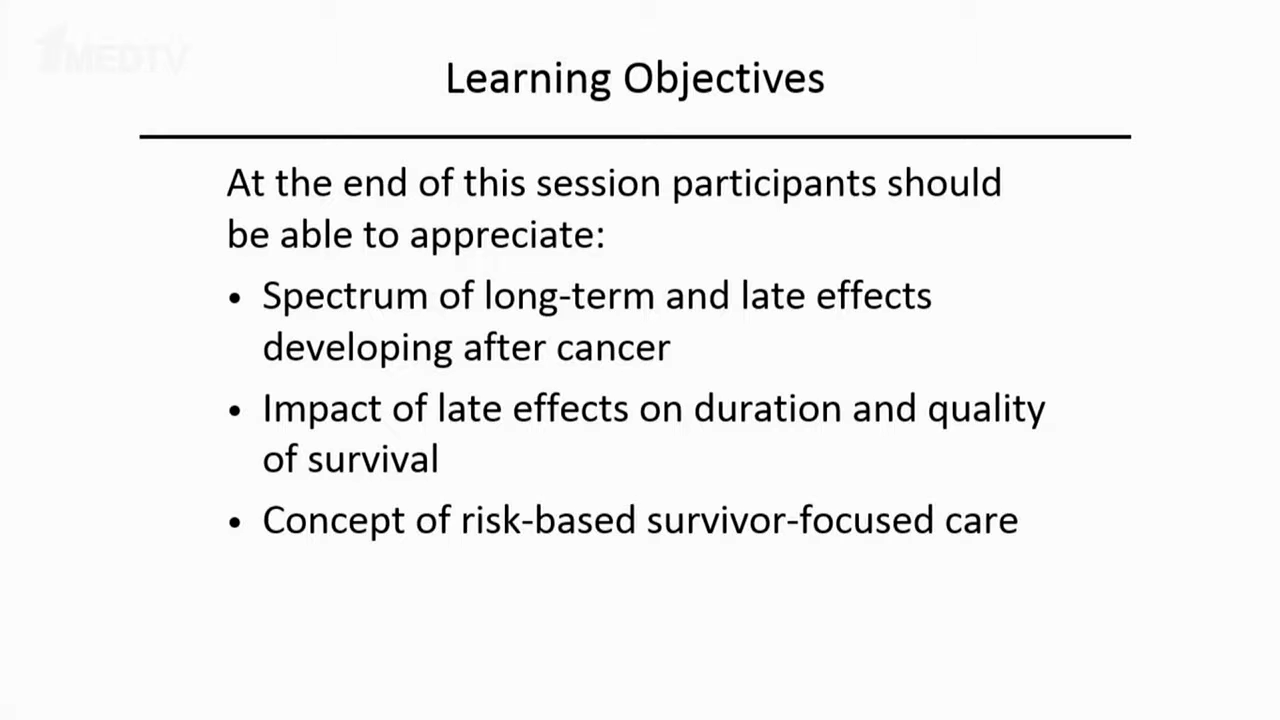 1MEDTV
Learning Objectives
At the end of this session participants should
be able to appreciate:
• Spectrum of long-term and late effects
developing after cancer
• Impact of late effects on duration and quality
of survival
• Concept of risk-based survivor-focused care